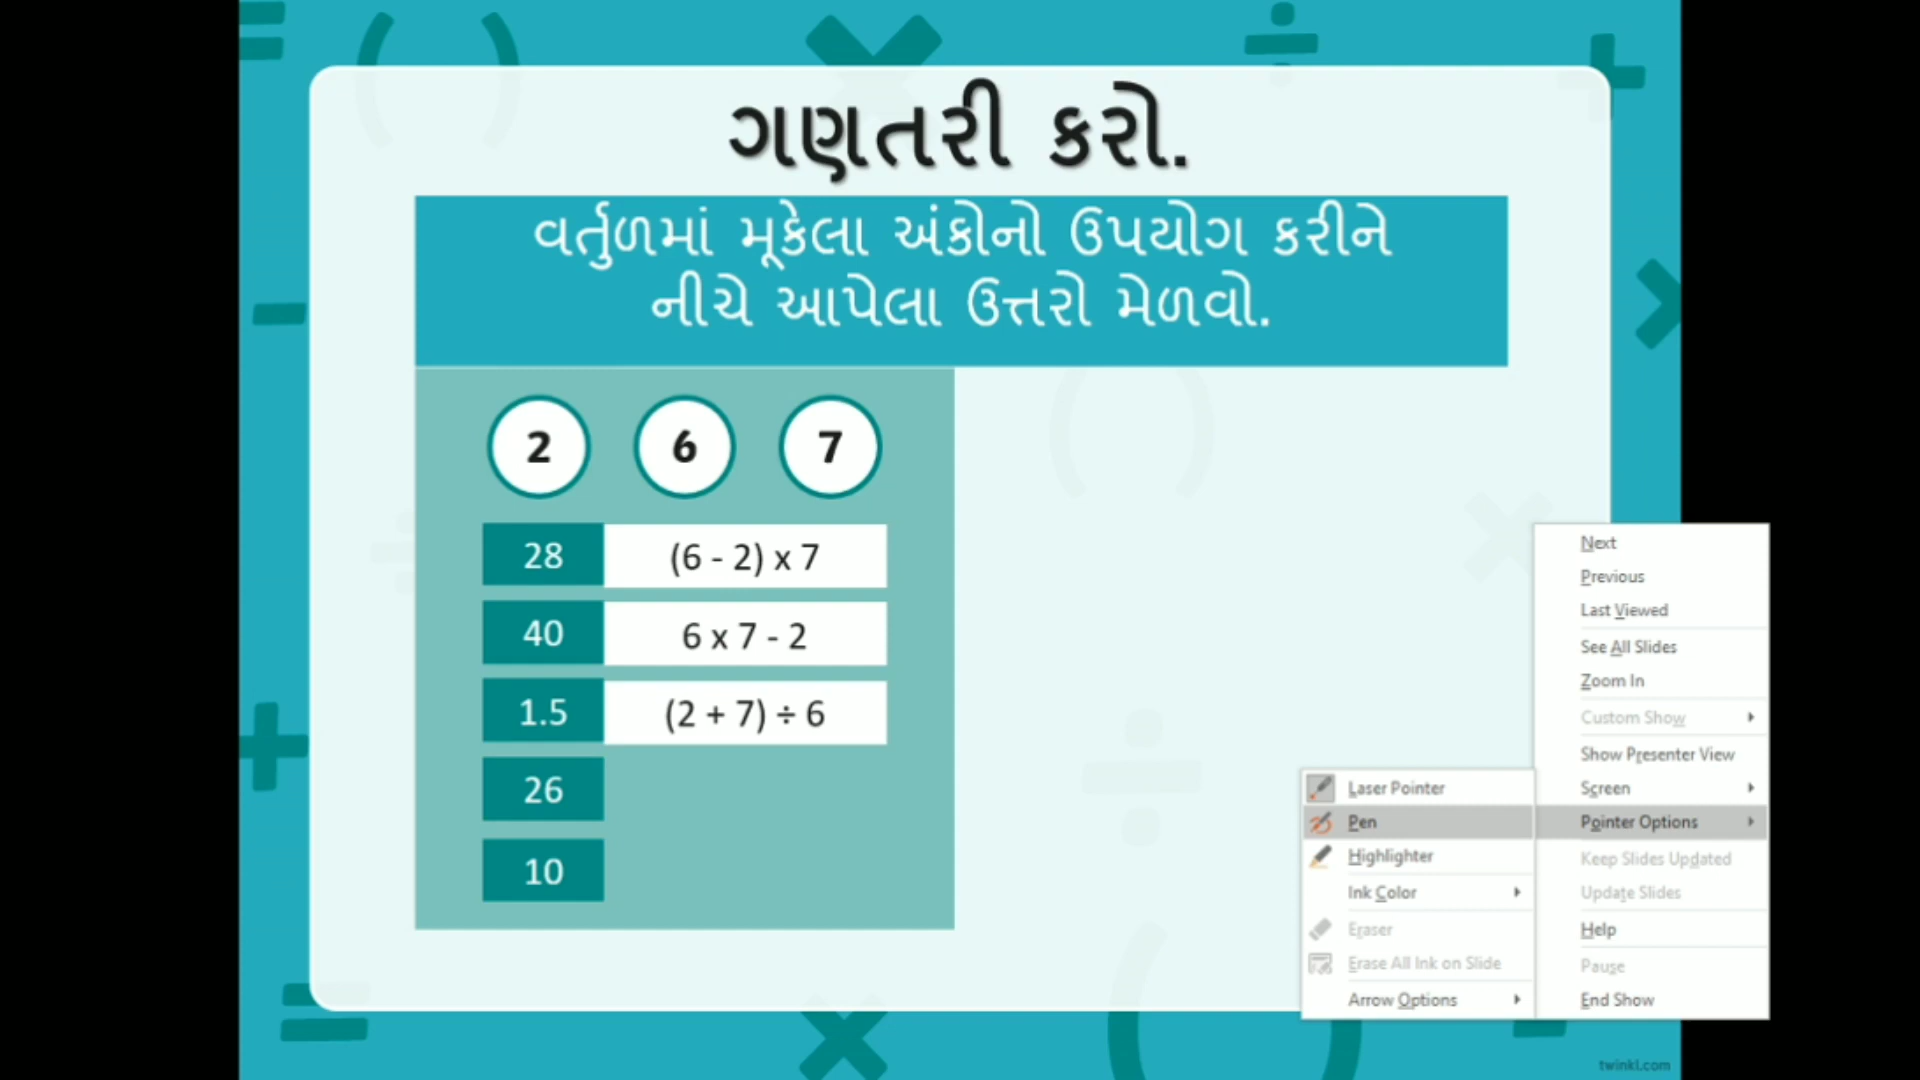 ગણતરી કરો.
વર્તુળમાં મૂકેલા અંકોનો ઉપયોગ કરીને
નીચે આપેલા ઉત્તરો મેળવો.
2 6 7
28 (6 - 2) x 7
40 6 x 7 - 2
1.5 (2 + 7) ÷ 6
26
10
Next
Previous
Last Viewed
See All Slides
Zoom In
Custom Show
Show Presenter View
Screen
Pointer Options
Keep Slides Updated
Update Slides
Help
Pause
End Show
Laser Pointer
Pen
Highlighter
Ink Color
Eraser
Erase All Ink on Slide
Arrow Options
twinkl.com